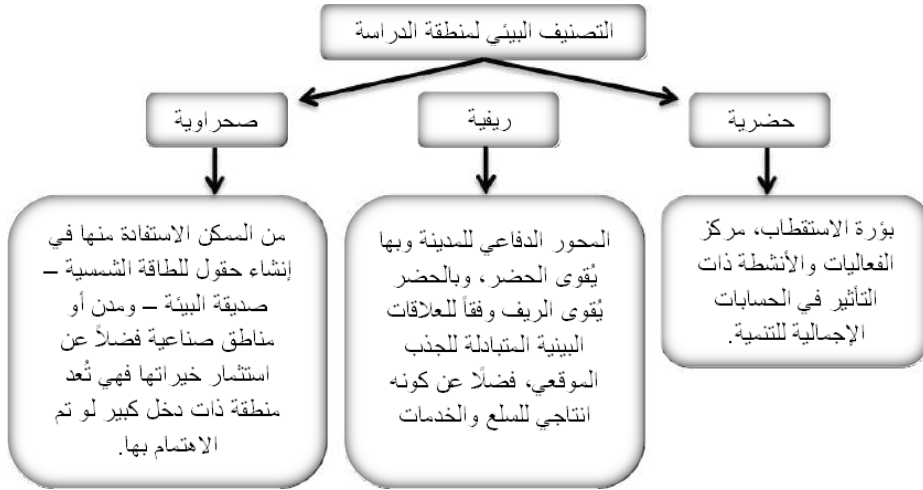 التصنيف البيئي لمنطقة الدراسة
حضرية
ريفية
صحراوية
بؤرة الاستقطاب، مركز
الفعاليات والأنشطة ذات
التأثير في الحسابات
الإجمالية للتنمية.
المحور الدفاعي للمدينة وبها
يُقوى الحضر، وبالحضر
يُقوى الريف وفقاً للعلاقات
البينية المتبادلة للجذب
الموقعي، فضلًا عن كونه
انتاجي للسلع والخدمات
من الممكن الاستفادة منها في
إنشاء حقول للطاقة الشمسية –
صديقة البيئة – ومدن أو
مناطق صناعية فضلاً عن
استثمار خيراتها فهي تُعد
منطقة ذات دخل كبير لو تم
الاهتمام بها.